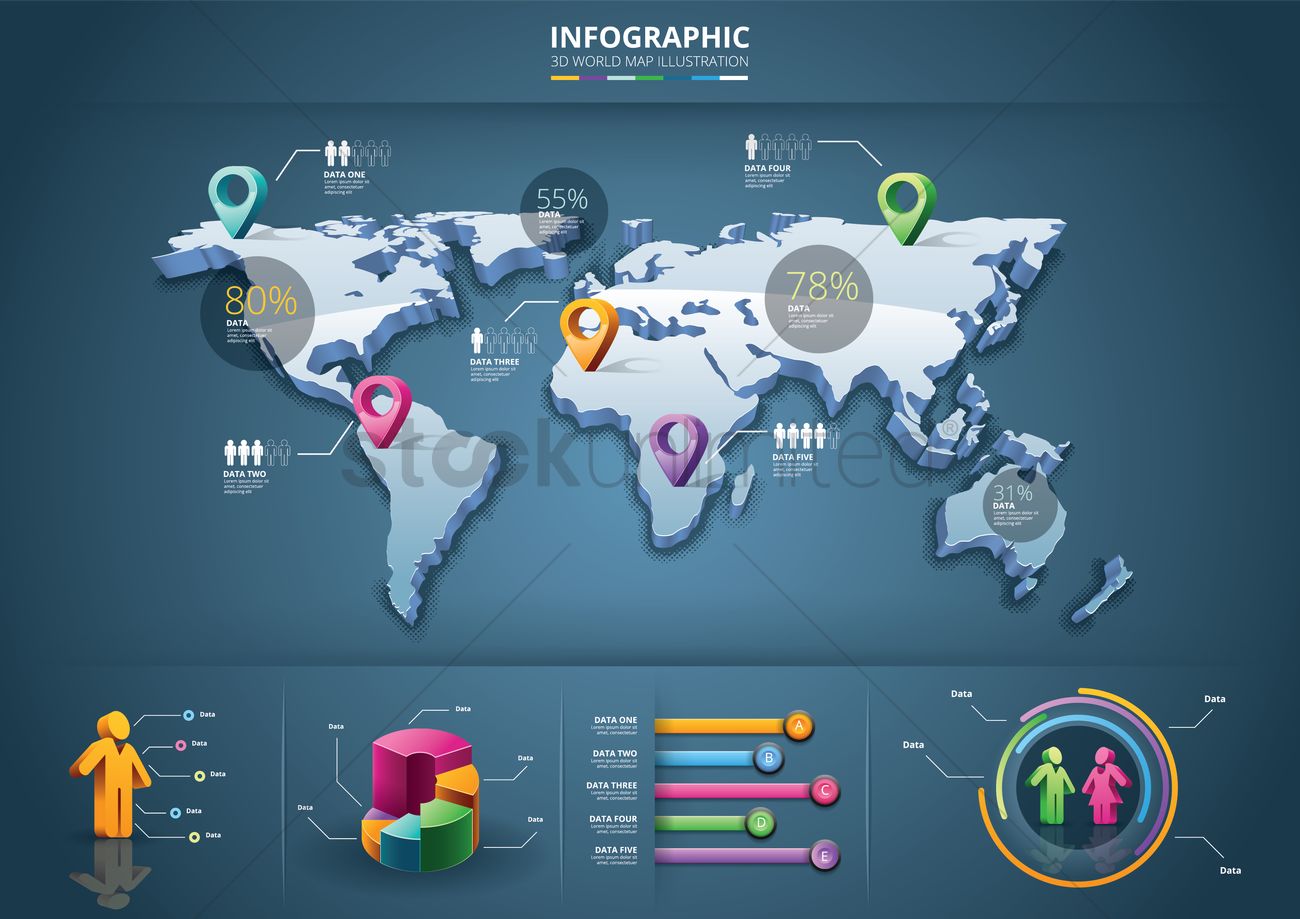 INFOGRAPHIC
3D WORLD MAP ILLUSTRATION
DATA ONE
Lorem ipsum dolor sit
amet, consectetuer
adipiscing elit
55%
DATA
Lorem ipsum dolor sit
amet, consectetuer
adipiscing elit
DATA FOUR
Lorem ipsum dolor sit
amet, consectetuer
adipiscing elit
80%
DATA
Lorem ipsum dolor sit
amet, consectetuer
adipiscing elit
78%
DATA
Lorem ipsum dolor sit
amet, consectetuer
adipiscing elit
DATA THREE
Lorem ipsum dolor sit
amet, consectetuer
adipiscing elit
DATA TWO
Lorem ipsum dolor sit
amet, consectetuer
adipiscing elit
stockunlimited®
DATA FIVE
Lorem ipsum dolor sit
amet, consectetuer
adipiscing elit
31%
DATA
Lorem ipsum dolor sit
amet, consectetuer
adipiscing elit
Data
Data
Data
Data
Data
Data
Data
Data
Data
Data
DATA ONE
Lorem ipsum dolor sit
amet, consectetuer
A
DATA TWO
Lorem ipsum dolor sit
amet, consectetuer
B
DATA THREE
Lorem ipsum dolor sit
amet, consectetuer
C
DATA FOUR
Lorem ipsum dolor sit
amet, consectetuer
D
DATA FIVE
Lorem ipsum dolor sit
amet, consectetuer
E
Data
Data
Data
Data